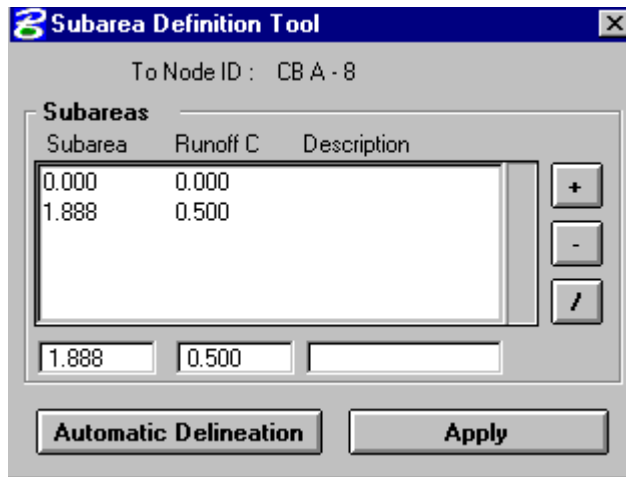 Subarea Definition Tool
To Node ID : CB A - 8
Subareas
Subarea Runoff C Description
0.000 0.000
1.888 0.500
+
-
/
1.888 0.500
Automatic Delineation Apply